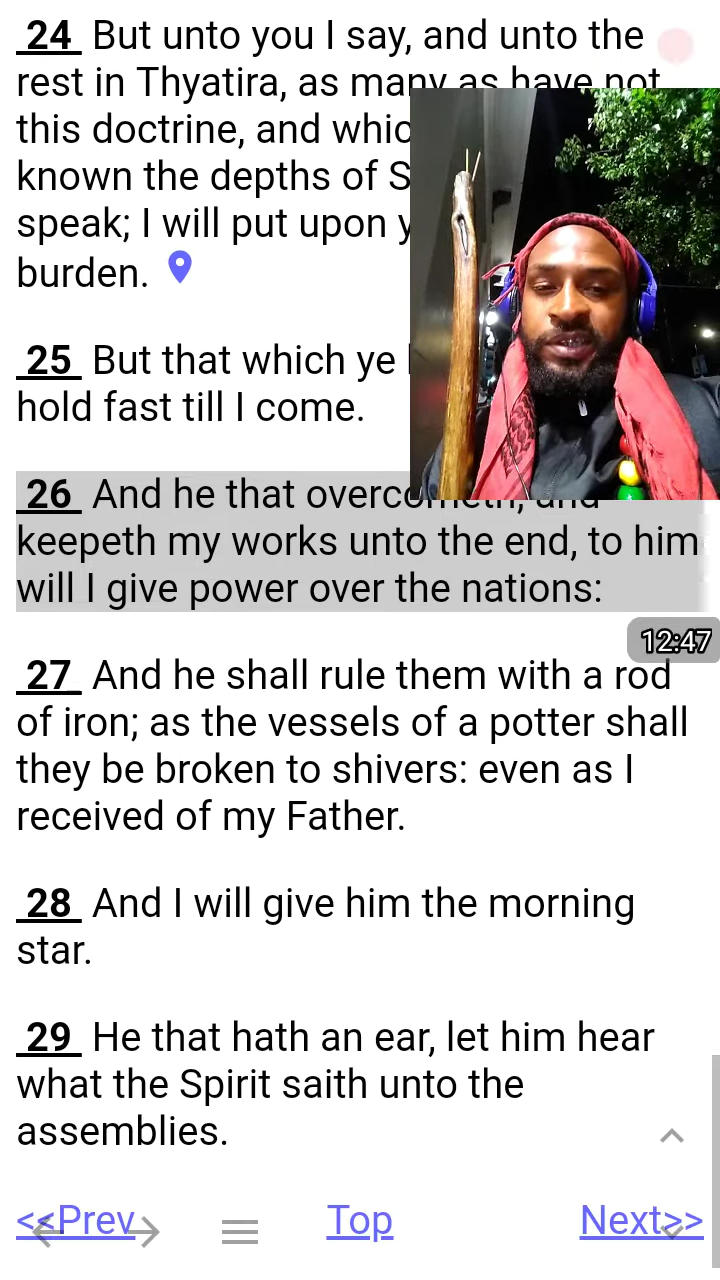 24 But unto you I say, and unto the
rest in Thyatira, as many as have not
this doctrine, and
known the depths of
speak; I will put upon
burden.
25 But that which ye
hold fast till I come.
26 And he that overcometh, and
keepeth my works unto the end, to him
will I give power over the nations:
12:47
27 And he shall rule them with a rod
of iron; as the vessels of a potter shall
they be broken to shivers: even as I
received of my Father.
28 And I will give him the morning
star.
29 He that hath an ear, let him hear
what the Spirit saith unto the
assemblies.
<<Prev Top Next>>